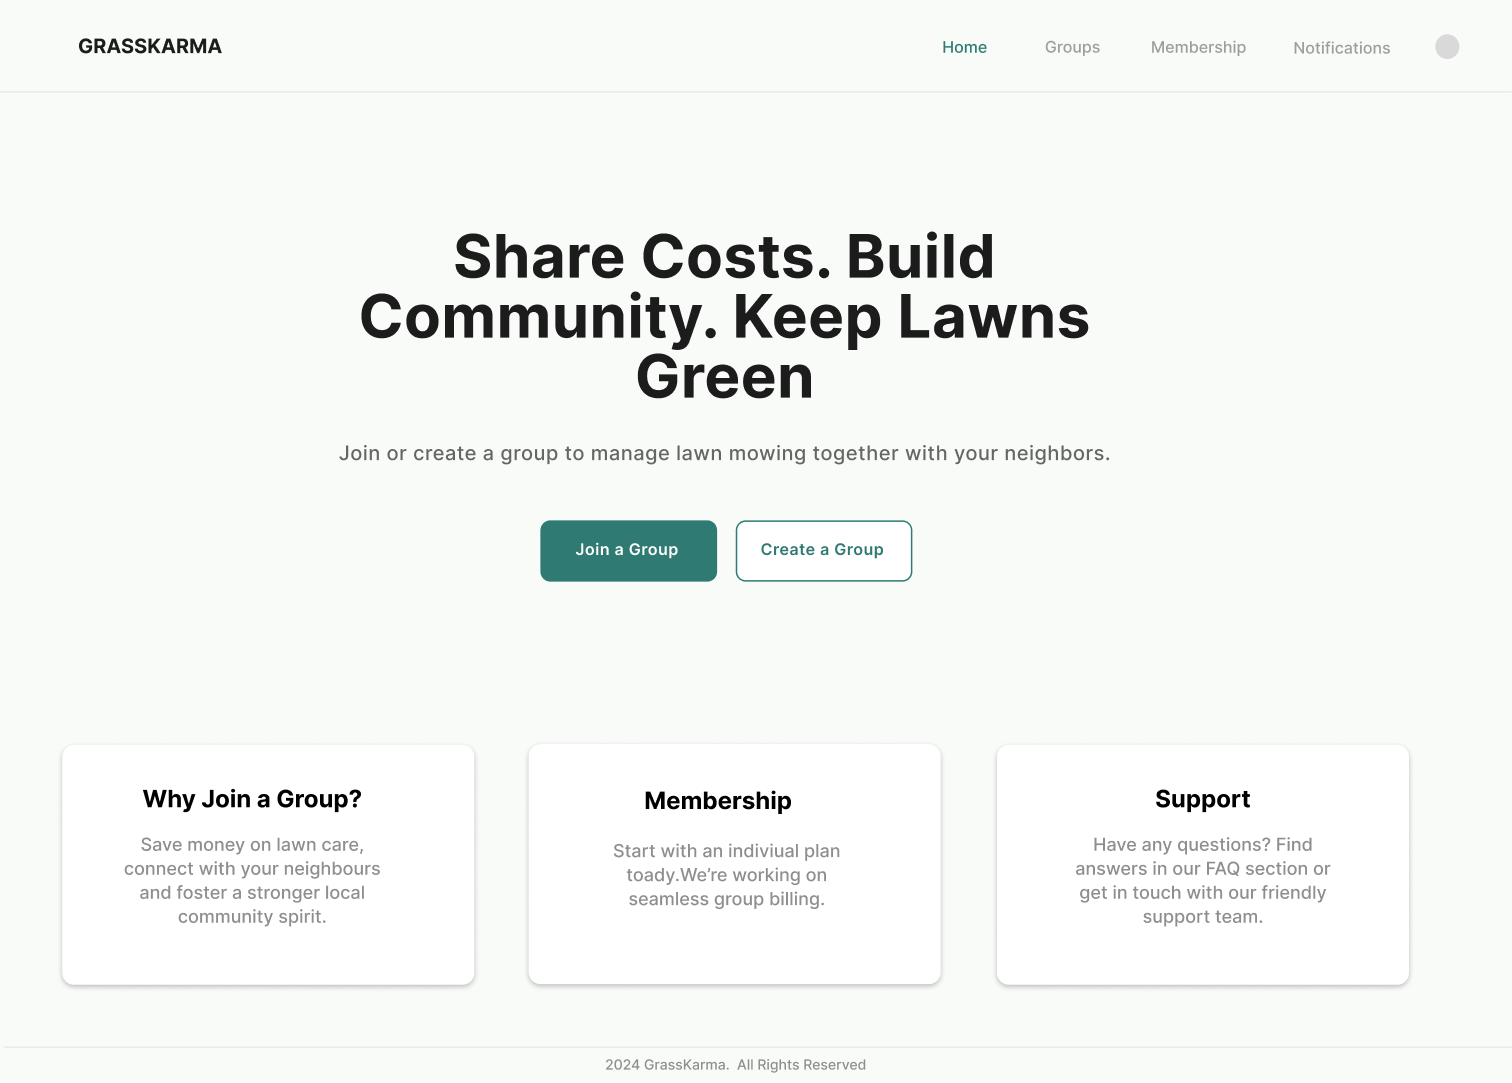 GRASSKARMA
Home
Groups
Membership
Notifications
Share Costs. Build
Community. Keep Lawns
Green
Join or create a group to manage lawn mowing together with your neighbors.
Join a Group
Create a Group
Why Join a Group?
Save money on lawn care,
connect with your neighbours
and foster a stronger local
community spirit.
Membership
Start with an indiviual plan
toady.We’re working on
seamless group billing.
Support
Have any questions? Find
answers in our FAQ section or
get in touch with our friendly
support team.
2024 GrassKarma.  All Rights Reserved